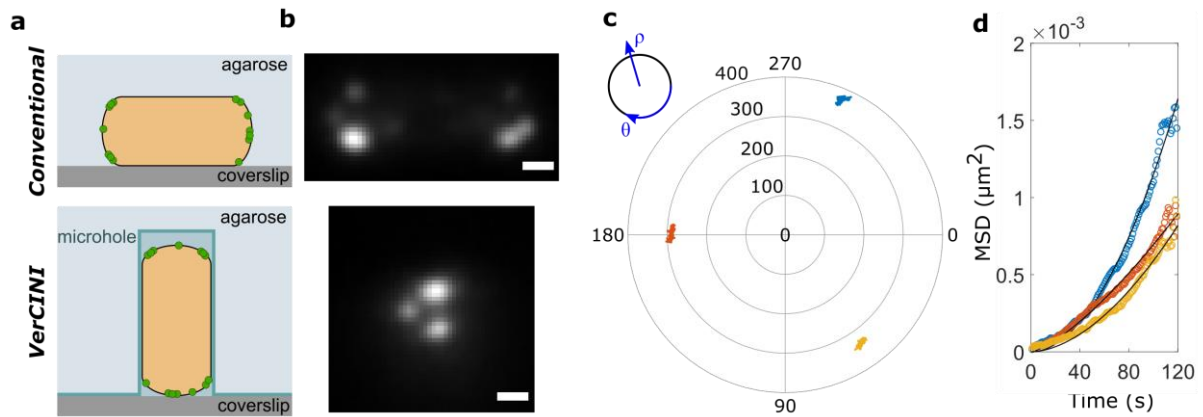 a
Conventional
agarose
coverslip
VerCINI
agarose
microhole
coverslip
b
c
ρ
θ
270
400
300
200
100
180
0
0
90
d
×10⁻³
2
1.5
1
0.5
0
MSD (µm²)
0 40 80 120
Time (s)